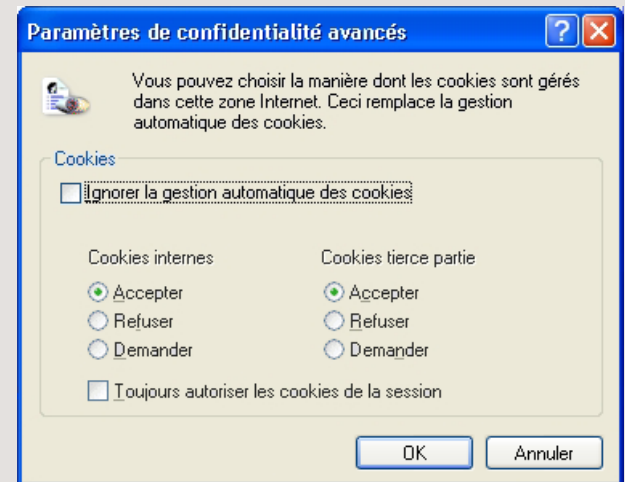 Paramètres de confidentialité avancés
Vous pouvez choisir la manière dont les cookies sont gérés
dans cette zone Internet. Ceci remplace la gestion
automatique des cookies.
Cookies
Ignorer la gestion automatique des cookies
Cookies internes Cookies tierce partie
Accepter Accepter
Refuser Refuser
Demander Demander
Toujours autoriser les cookies de la session
OK Annuler